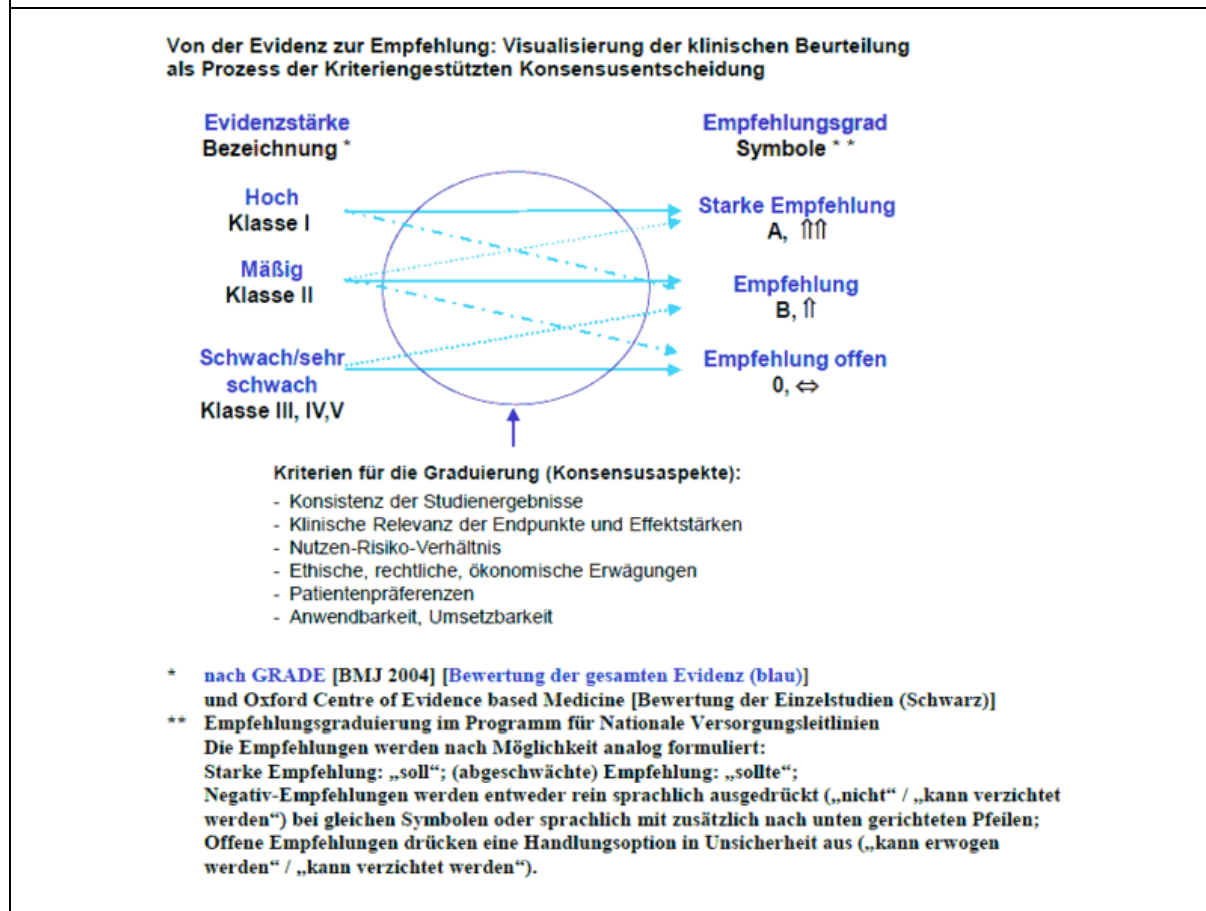 Von der Evidenz zur Empfehlung: Visualisierung der klinischen Beurteilung
als Prozess der Kriteriengestützten Konsensusentscheidung
Evidenzstärke
Bezeichnung *
Empfehlungsgrad
Symbole * *
Hoch
Klasse I
Starke Empfehlung
A, ⇑⇑
Mäßig
Klasse II
Empfehlung
B, ⇑
Schwach/sehr
schwach
Klasse III, IV,V
Empfehlung offen
0, ⇔
Kriterien für die Graduierung (Konsensusaspekte):
- Konsistenz der Studienergebnisse
- Klinische Relevanz der Endpunkte und Effektstärken
- Nutzen-Risiko-Verhältnis
- Ethische, rechtliche, ökonomische Erwägungen
- Patientenpräferenzen
- Anwendbarkeit, Umsetzbarkeit
* nach GRADE [BMJ 2004] [Bewertung der gesamten Evidenz (blau)]
und Oxford Centre of Evidence based Medicine [Bewertung der Einzelstudien (Schwarz)]
** Empfehlungsgraduierung im Programm für Nationale Versorgungsleitlinien
Die Empfehlungen werden nach Möglichkeit analog formuliert:
Starke Empfehlung: „soll“; (abgeschwächte) Empfehlung: „sollte“;
Negativ-Empfehlungen werden entweder rein sprachlich ausgedrückt („nicht“ / „kann verzichtet
werden“) bei gleichen Symbolen oder sprachlich mit zusätzlich nach unten gerichteten Pfeilen;
Offene Empfehlungen drücken eine Handlungsoption in Unsicherheit aus („kann erwogen
werden“ / „kann verzichtet werden“).